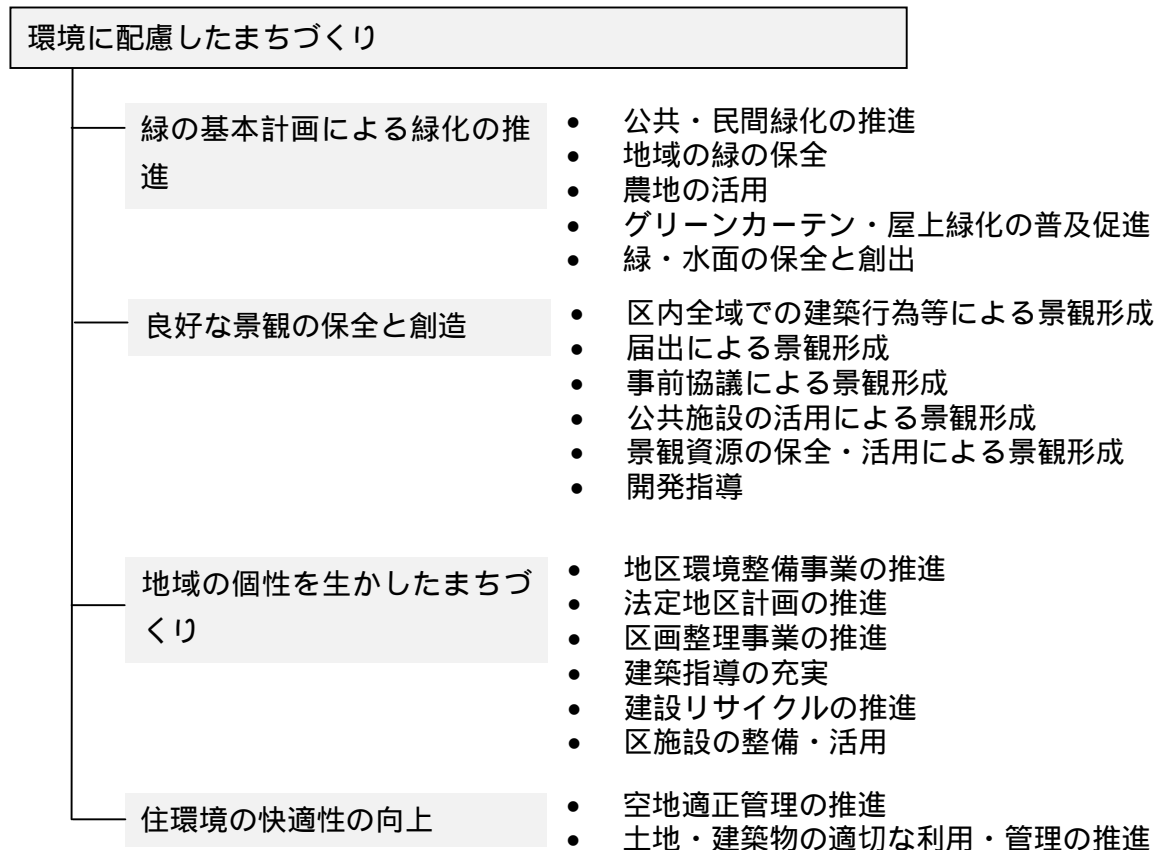 環境に配慮したまちづくり
緑の基本計画による緑化の推
進
• 公共・民間緑化の推進
• 地域の緑の保全
• 農地の活用
• グリーンカーテン・屋上緑化の普及促進
• 緑・水面の保全と創出
良好な景観の保全と創造
• 区内全域での建築行為等による景観形成
• 届出による景観形成
• 事前協議による景観形成
• 公共施設の活用による景観形成
• 景観資源の保全・活用による景観形成
• 開発指導
地域の個性を生かしたまちづ
くり
• 地区環境整備事業の推進
• 法定地区計画の推進
• 区画整理事業の推進
• 建築指導の充実
• 建設リサイクルの推進
• 区施設の整備・活用
住環境の快適性の向上
• 空地適正管理の推進
• 土地・建築物の適切な利用・管理の推進